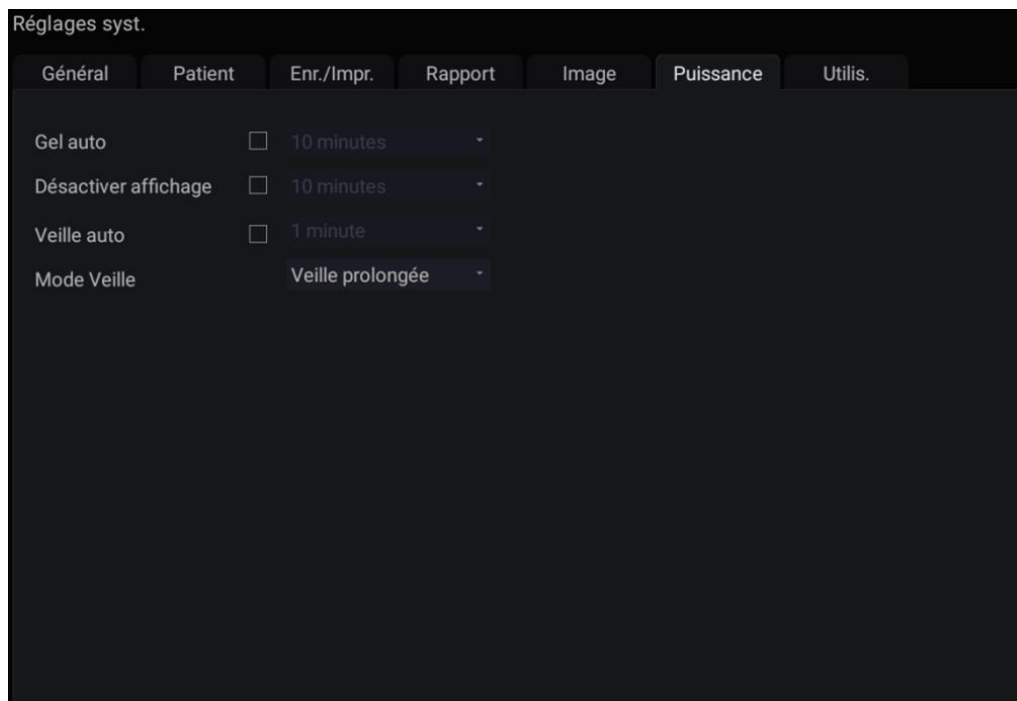 Réglages syst.
Général Patient Enr./Impr. Rapport Image Puissance Utilis.
Gel auto 10 minutes
Désactiver affichage 10 minutes
Veille auto 1 minute
Mode Veille Veille prolongée